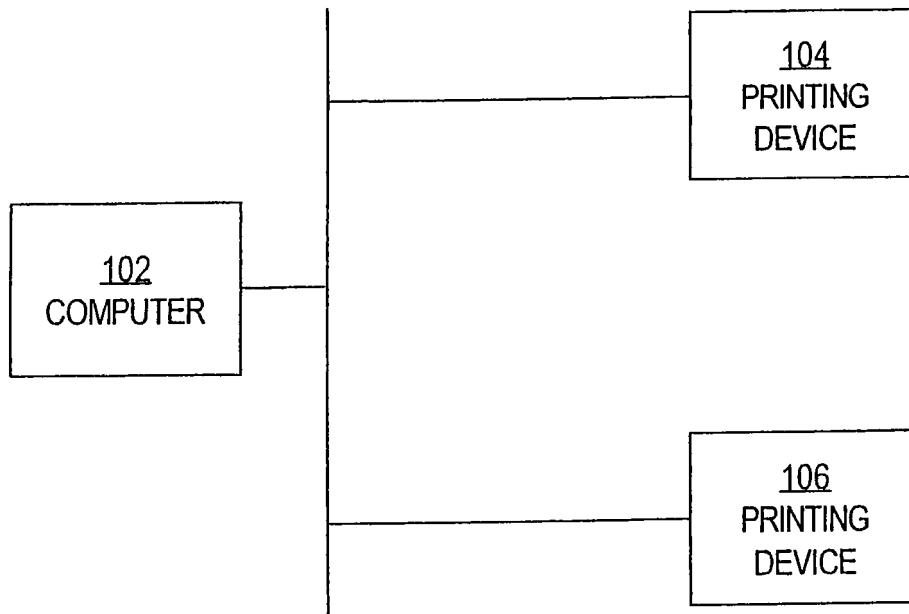 104
PRINTING
DEVICE
102
COMPUTER
106
PRINTING
DEVICE